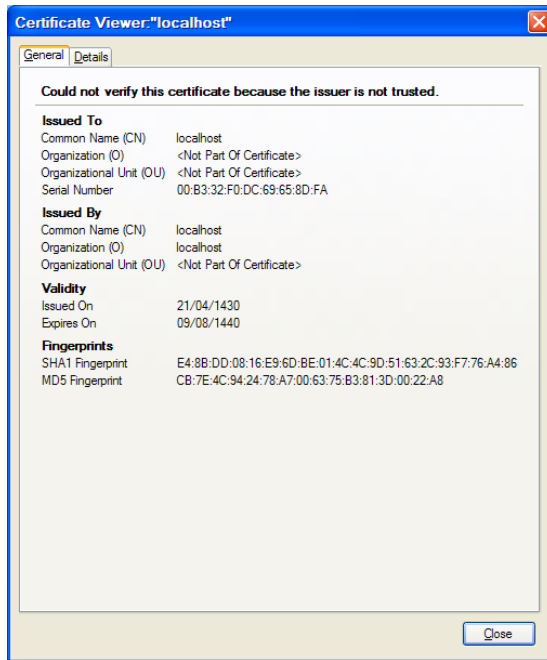 Certificate Viewer:"localhost"
General Details
Could not verify this certificate because the issuer is not trusted.
Issued To
Common Name (CN) localhost
Organization (O) <Not Part Of Certificate>
Organizational Unit (OU) <Not Part Of Certificate>
Serial Number 00:B3:32:F0:DC:69:65:8D:FA
Issued By
Common Name (CN) localhost
Organization (O) localhost
Organizational Unit (OU) <Not Part Of Certificate>
Validity
Issued On 21/04/1430
Expires On 09/08/1440
Fingerprints
SHA1 Fingerprint E4:8B:DD:08:16:E9:6D:BE:01:4C:4C:9D:51:63:2C:93:F7:76:A4:86
MD5 Fingerprint CB:7E:4C:94:24:78:A7:00:63:75:B3:81:3D:00:22:A8
Close